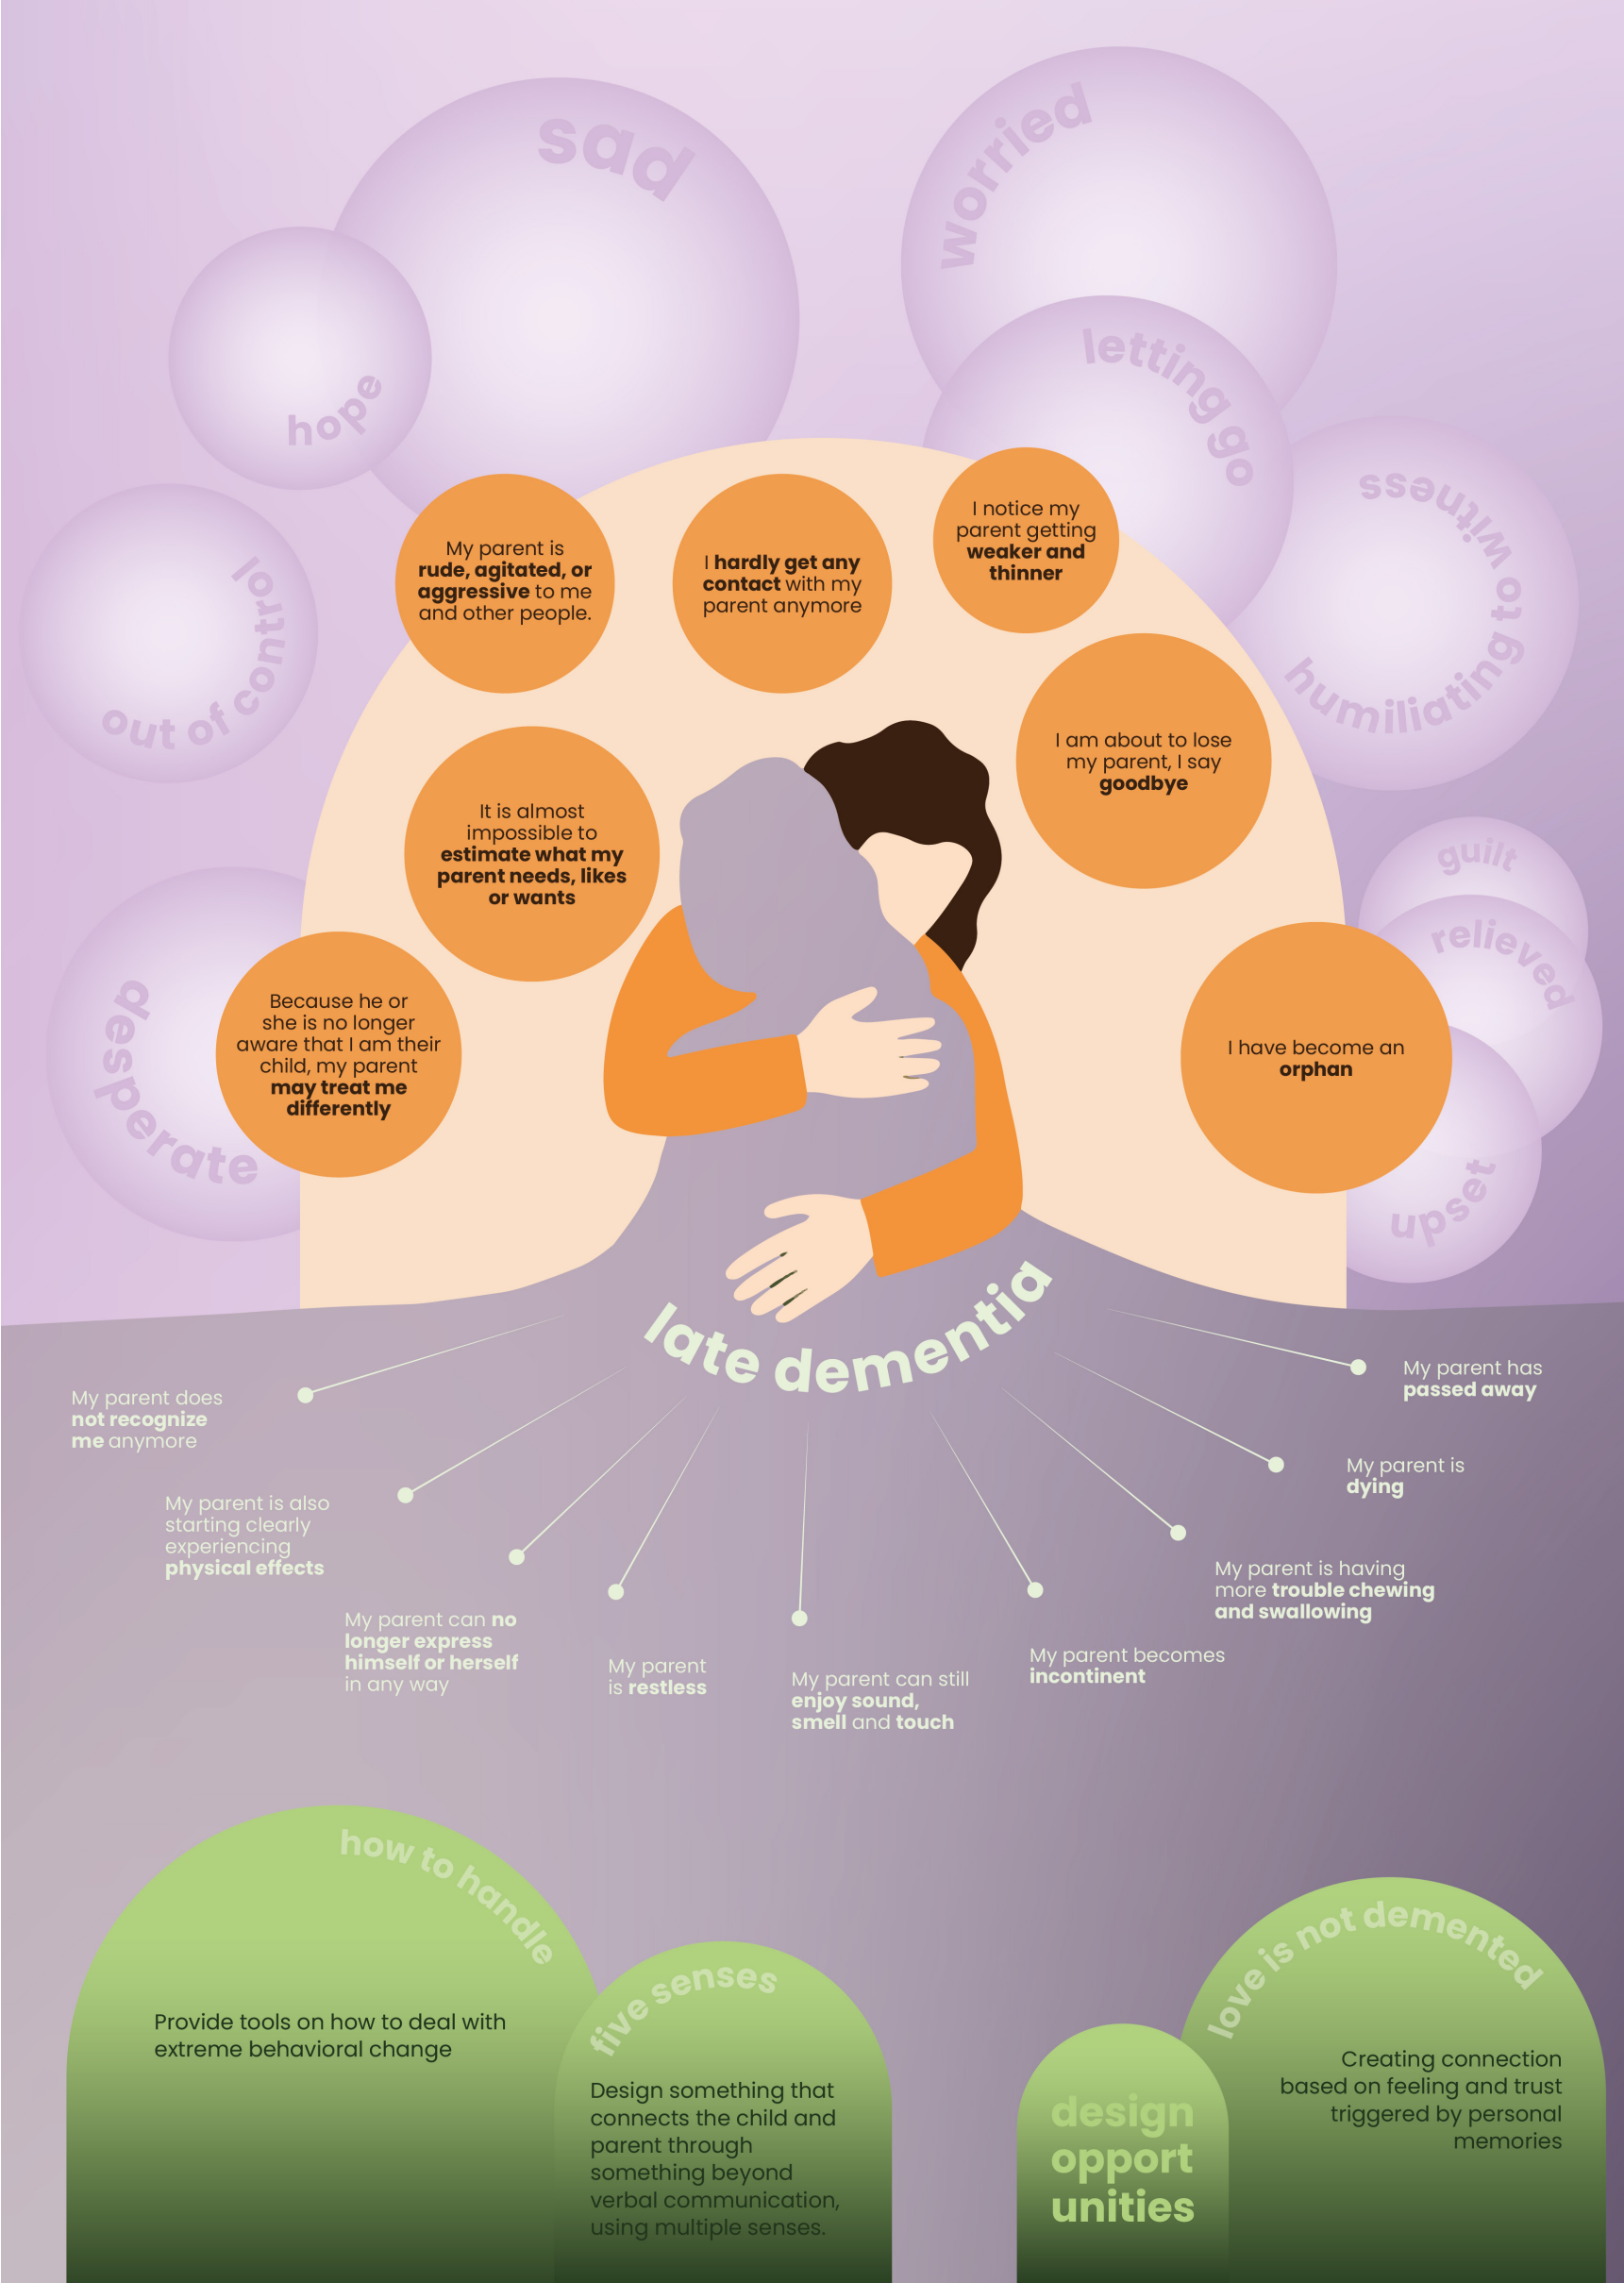 sad
worried
hope
letting go
humiliating to witness
out of control
My parent is
rude, agitated, or
aggressive to me
and other people.
I hardly get any
contact with my
parent anymore
I notice my
parent getting
weaker and
thinner
I am about to lose
my parent, I say
goodbye
It is almost
impossible to
estimate what my
parent needs, likes
or wants
guilt
relieved
upset
desperate
Because he or
she is no longer
aware that I am their
child, my parent
may treat me
differently
I have become an
orphan
late dementia
My parent does
not recognize
me anymore
My parent is also
starting clearly
experiencing
physical effects
My parent can no
longer express
himself or herself
in any way
My parent
is restless
My parent can still
enjoy sound,
smell and touch
My parent becomes
incontinent
My parent is having
more trouble chewing
and swallowing
My parent is
dying
My parent has
passed away
how to handle
Provide tools on how to deal with
extreme behavioral change
five senses
Design something that
connects the child and
parent through
something beyond
verbal communication,
using multiple senses.
design
opport
unities
love is not demented
Creating connection
based on feeling and trust
triggered by personal
memories